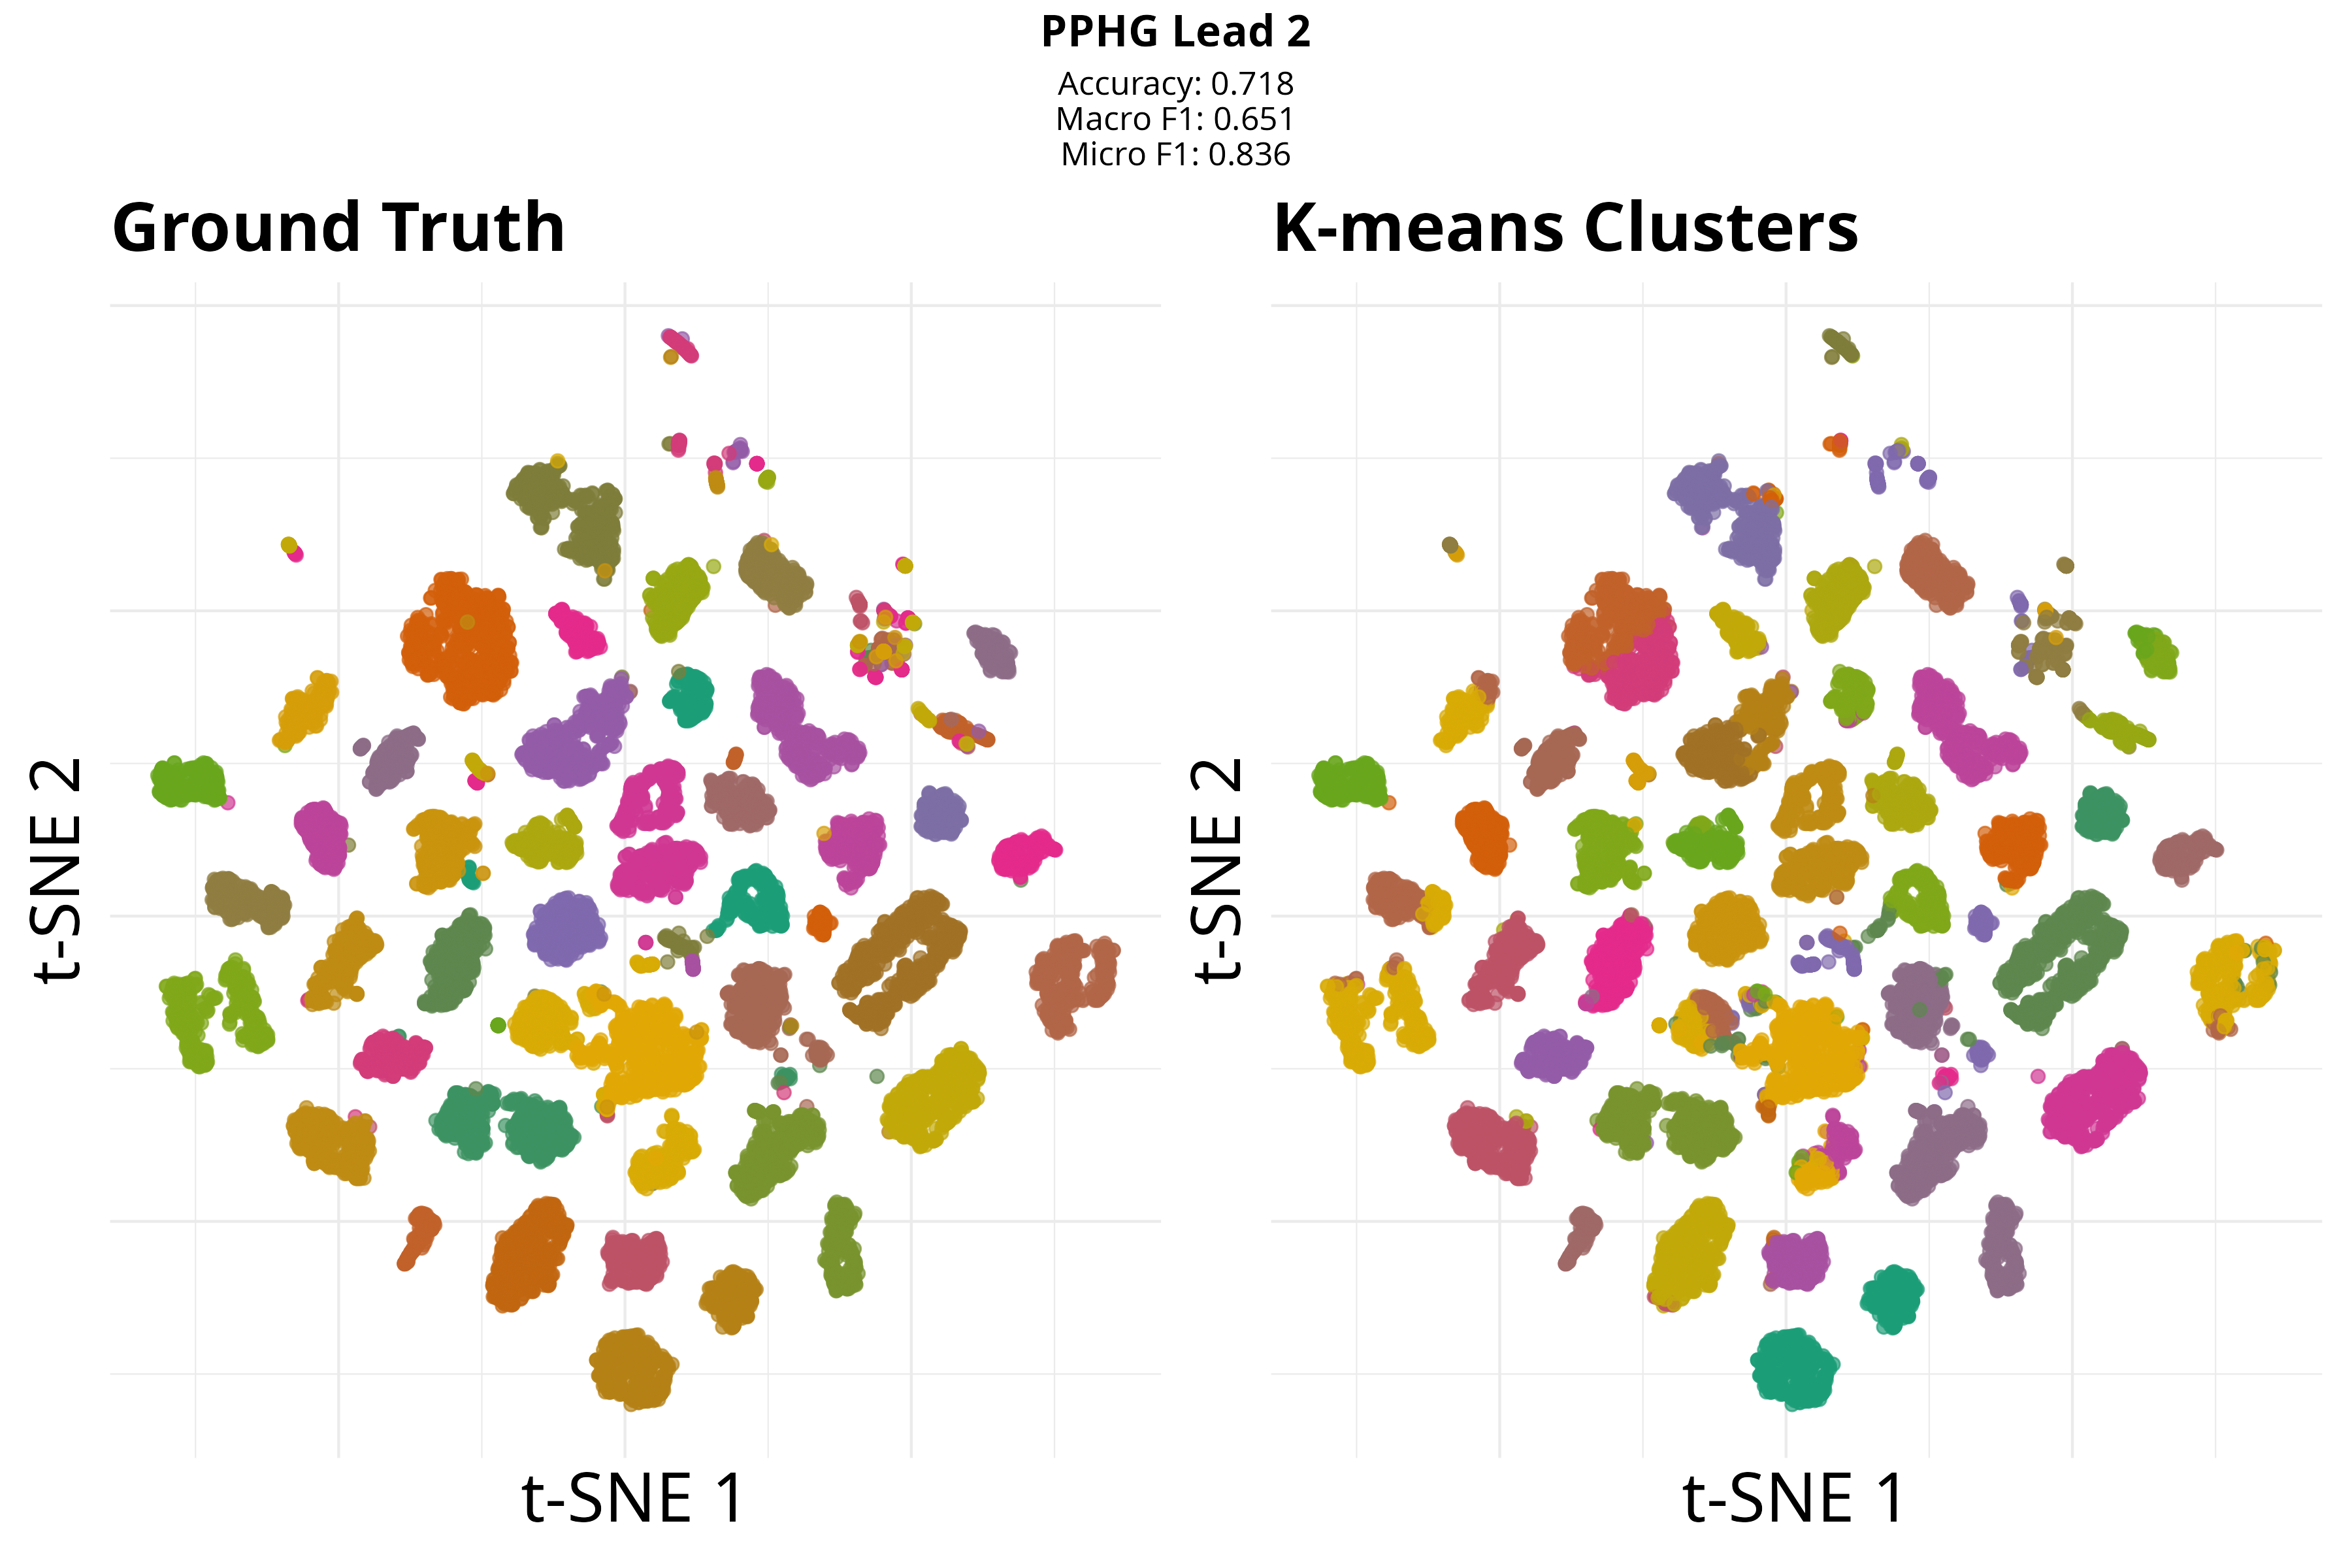 PPHG Lead 2
Accuracy: 0.718
Macro F1: 0.651
Micro F1: 0.836
Ground Truth
K-means Clusters
t-SNE 2
t-SNE 2
t-SNE 1
t-SNE 1